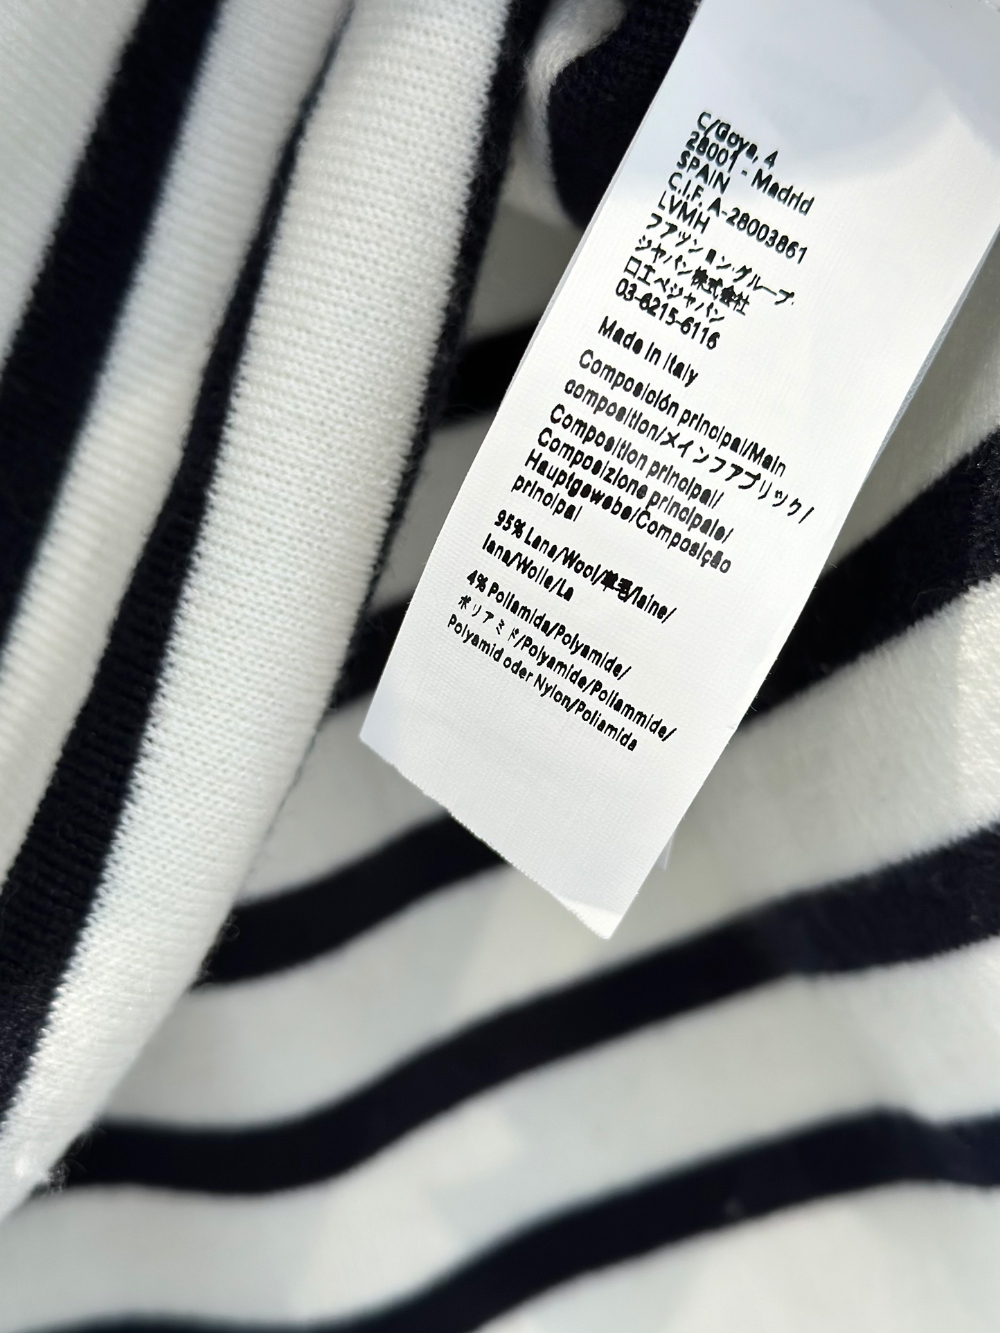 C/Goya, 4
28001 - Madrid
SPAIN
C.I.F. A-28003861
LVMH
ファッション・グループ・
ジャパン株式会社
ロエベジャパン
03-6215-6116
Made in Italy
Composición principal/Main
composition/メインファブリック/
Composition principal/
Composizione principale/
Hauptgewebe/Composição
principal
95% Lana/Wool/羊毛/laine/
lana/Wolle/La
4% Poliamida/Polyamide/
ポリアミド/Polyamide/Poliammide/
Polyamid oder Nylon/Poliamida